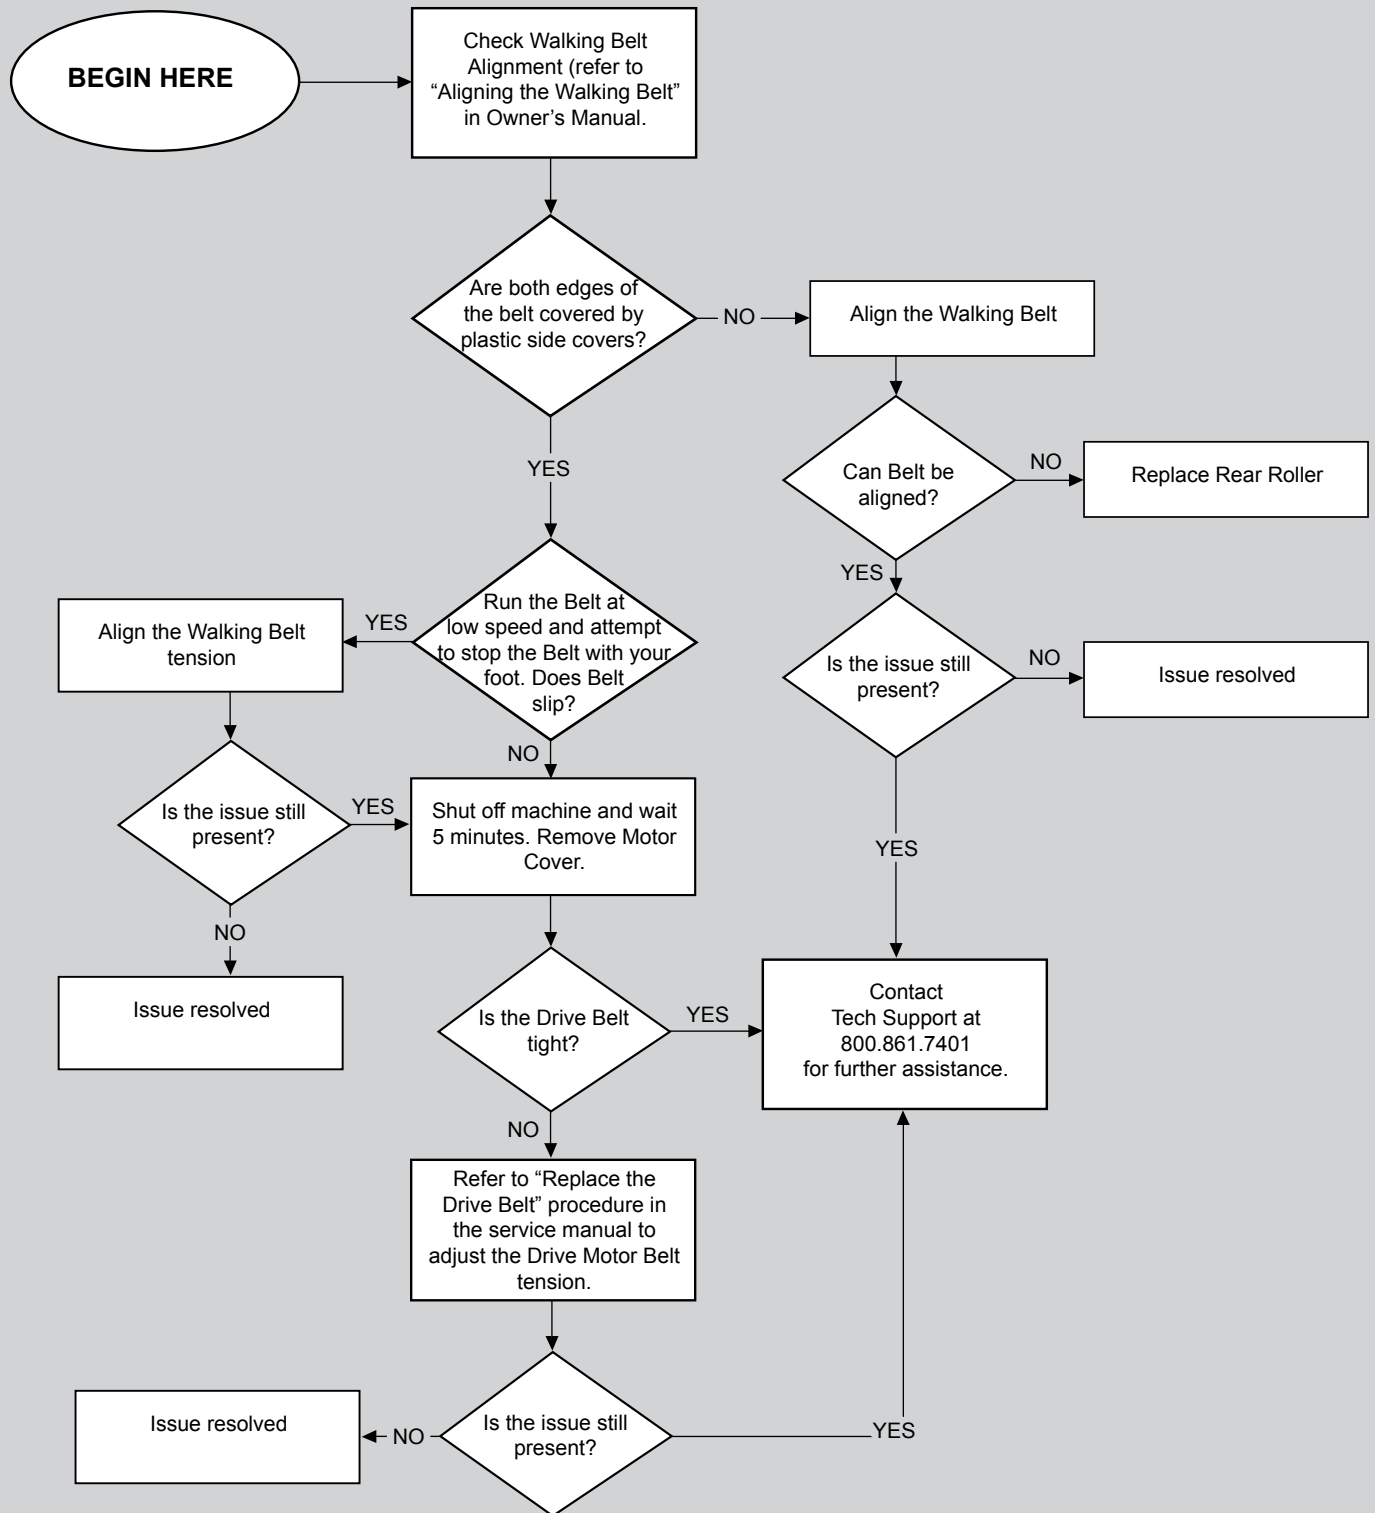 BEGIN HERE
Check Walking Belt
Alignment (refer to
“Aligning the Walking Belt”
in Owner’s Manual.
Are both edges of
the belt covered by
plastic side covers?
NO
Align the Walking Belt
YES
Can Belt be
aligned?
NO
Replace Rear Roller
YES
Run the Belt at
low speed and attempt
to stop the Belt with your
foot. Does Belt
slip?
YES
Align the Walking Belt
tension
Is the issue still
present?
NO
Issue resolved
NO
Is the issue still
present?
YES
Shut off machine and wait
5 minutes. Remove Motor
Cover.
YES
NO
Issue resolved
Is the Drive Belt
tight?
YES
Contact
Tech Support at
800.861.7401
for further assistance.
NO
Refer to “Replace the
Drive Belt” procedure in
the service manual to
adjust the Drive Motor Belt
tension.
Issue resolved
NO
Is the issue still
present?
YES